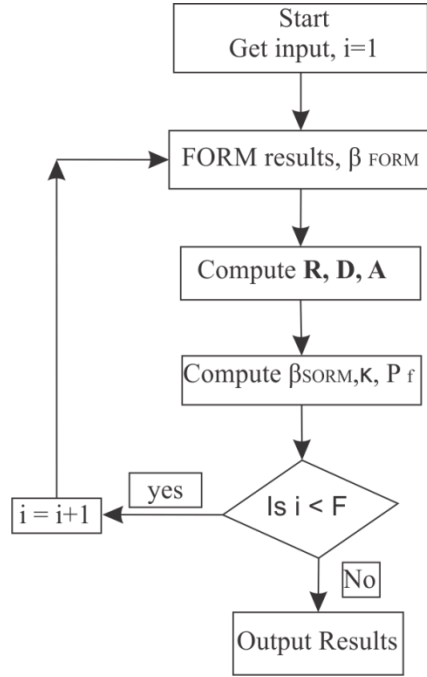 Start
Get input, i=1
FORM results, β FORM
Compute R, D, A
Compute βSORM,κ, P f
Is i < F
yes
i = i+1
No
Output Results